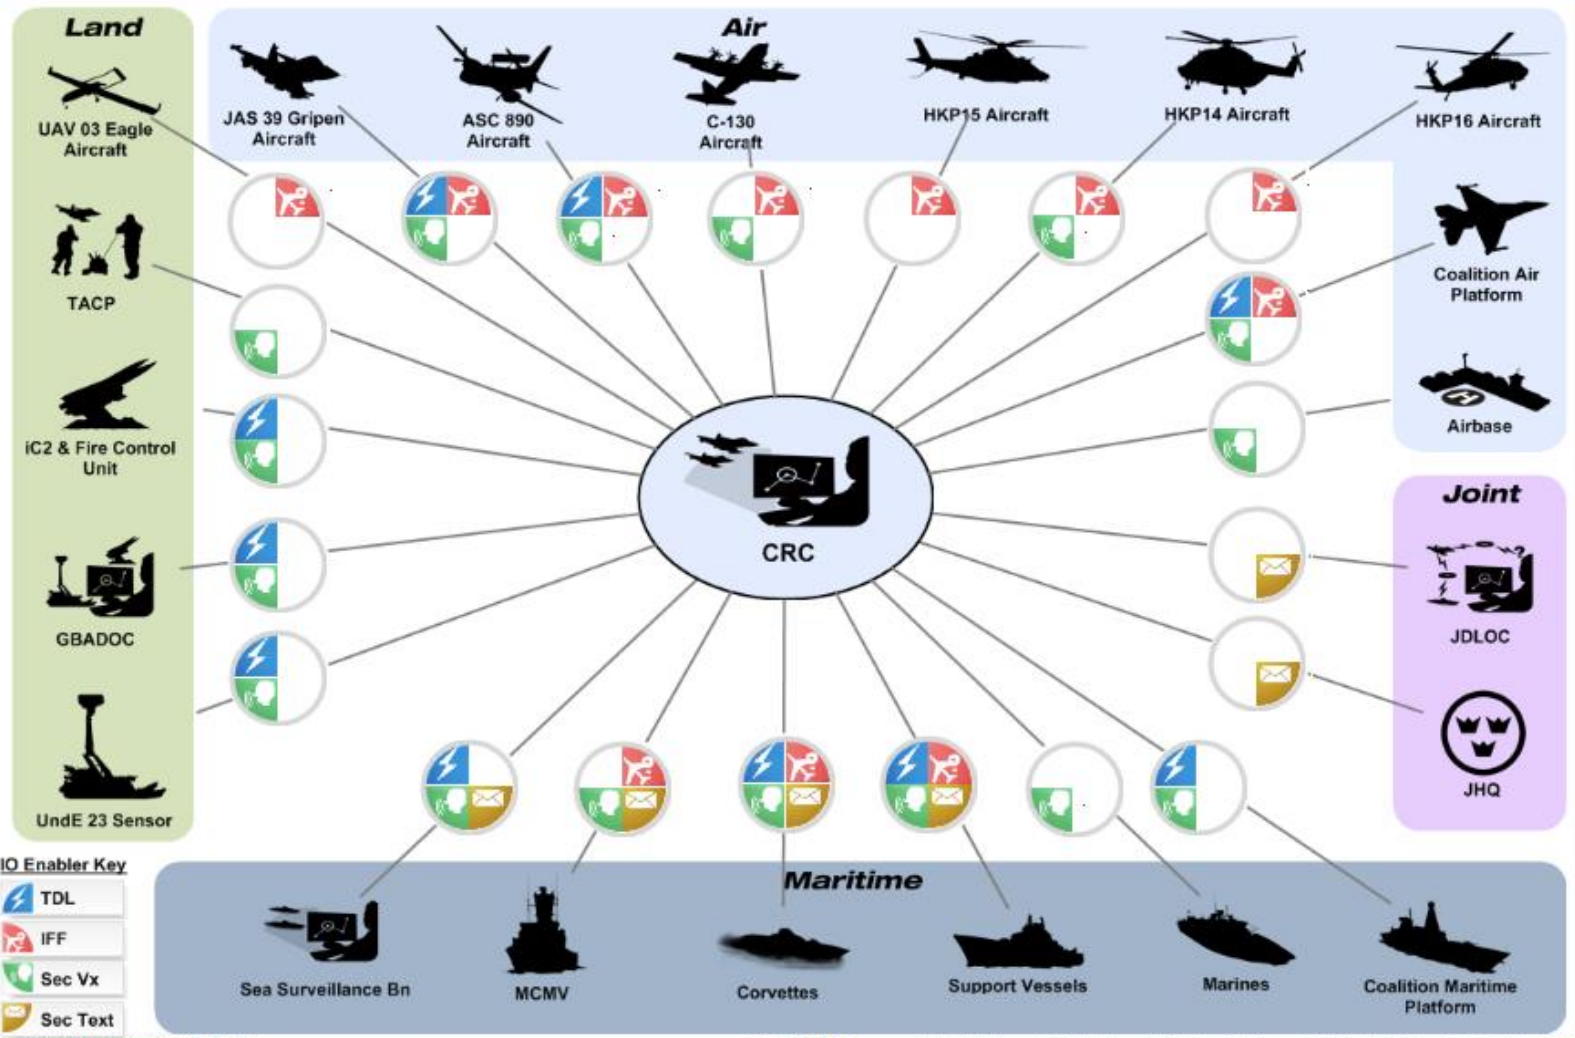 Land
UAV 03 Eagle
Aircraft
TACP
iC2 & Fire Control
Unit
GBADOC
UndE 23 Sensor
Air
JAS 39 Gripen
Aircraft
ASC 890
Aircraft
C-130
Aircraft
HKP15 Aircraft
HKP14 Aircraft
HKP16 Aircraft
Coalition Air
Platform
Airbase
CRC
Joint
JDLOC
JHQ
IO Enabler Key
TDL
IFF
Sec Vx
Sec Text
Maritime
Sea Surveillance Bn
MCMV
Corvettes
Support Vessels
Marines
Coalition Maritime
Platform